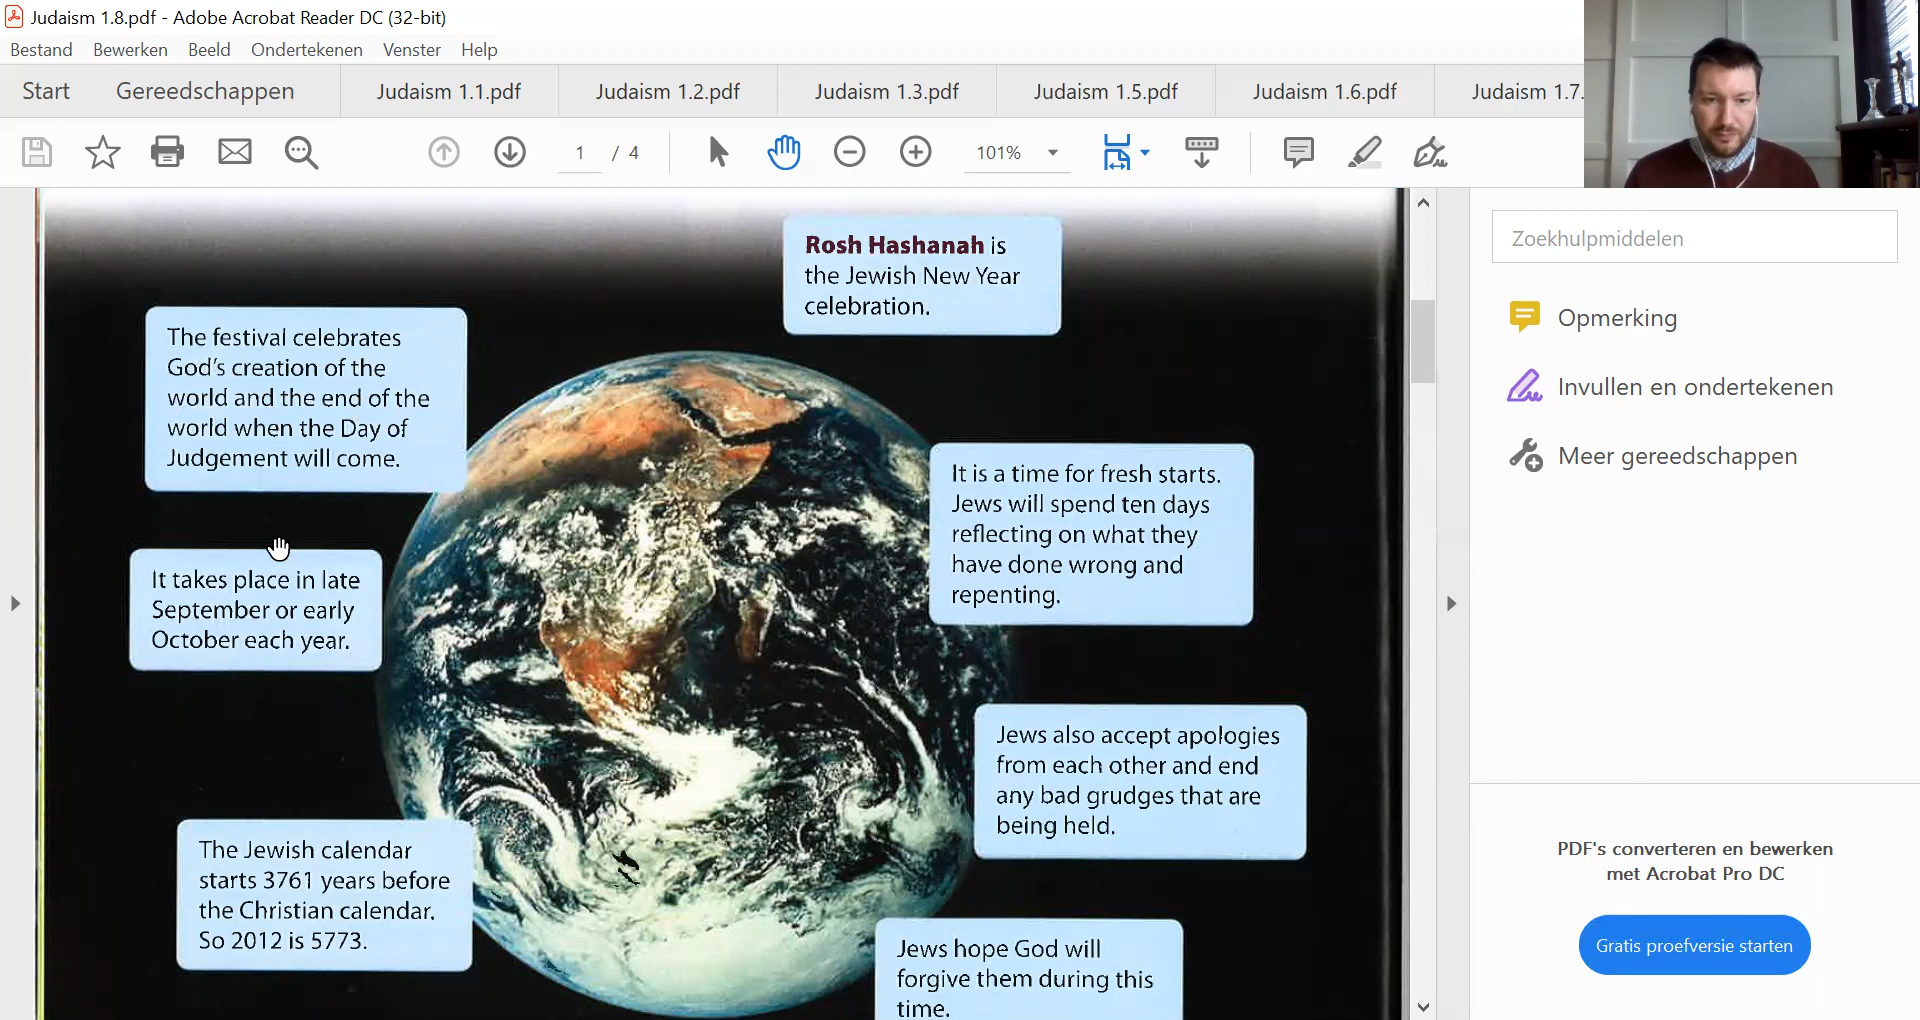 Judaism 1.8.pdf - Adobe Acrobat Reader DC (32-bit)
Bestand Bewerken Beeld Ondertekenen Venster Help
Start Gereedschappen Judaism 1.1.pdf Judaism 1.2.pdf Judaism 1.3.pdf Judaism 1.5.pdf Judaism 1.6.pdf Judaism 1.7.
1 / 4 101%
Rosh Hashanah is
the Jewish New Year
celebration.
The festival celebrates
God's creation of the
world and the end of the
world when the Day of
Judgement will come.
It is a time for fresh starts.
Jews will spend ten days
reflecting on what they
have done wrong and
repenting.
It takes place in late
September or early
October each year.
Jews also accept apologies
from each other and end
any bad grudges that are
being held.
The Jewish calendar
starts 3761 years before
the Christian calendar.
So 2012 is 5773.
Jews hope God will
forgive them during this
time.
Zoekhulpmiddelen
Opmerking
Invullen en ondertekenen
Meer gereedschappen
PDF's converteren en bewerken
met Acrobat Pro DC
Gratis proefversie starten